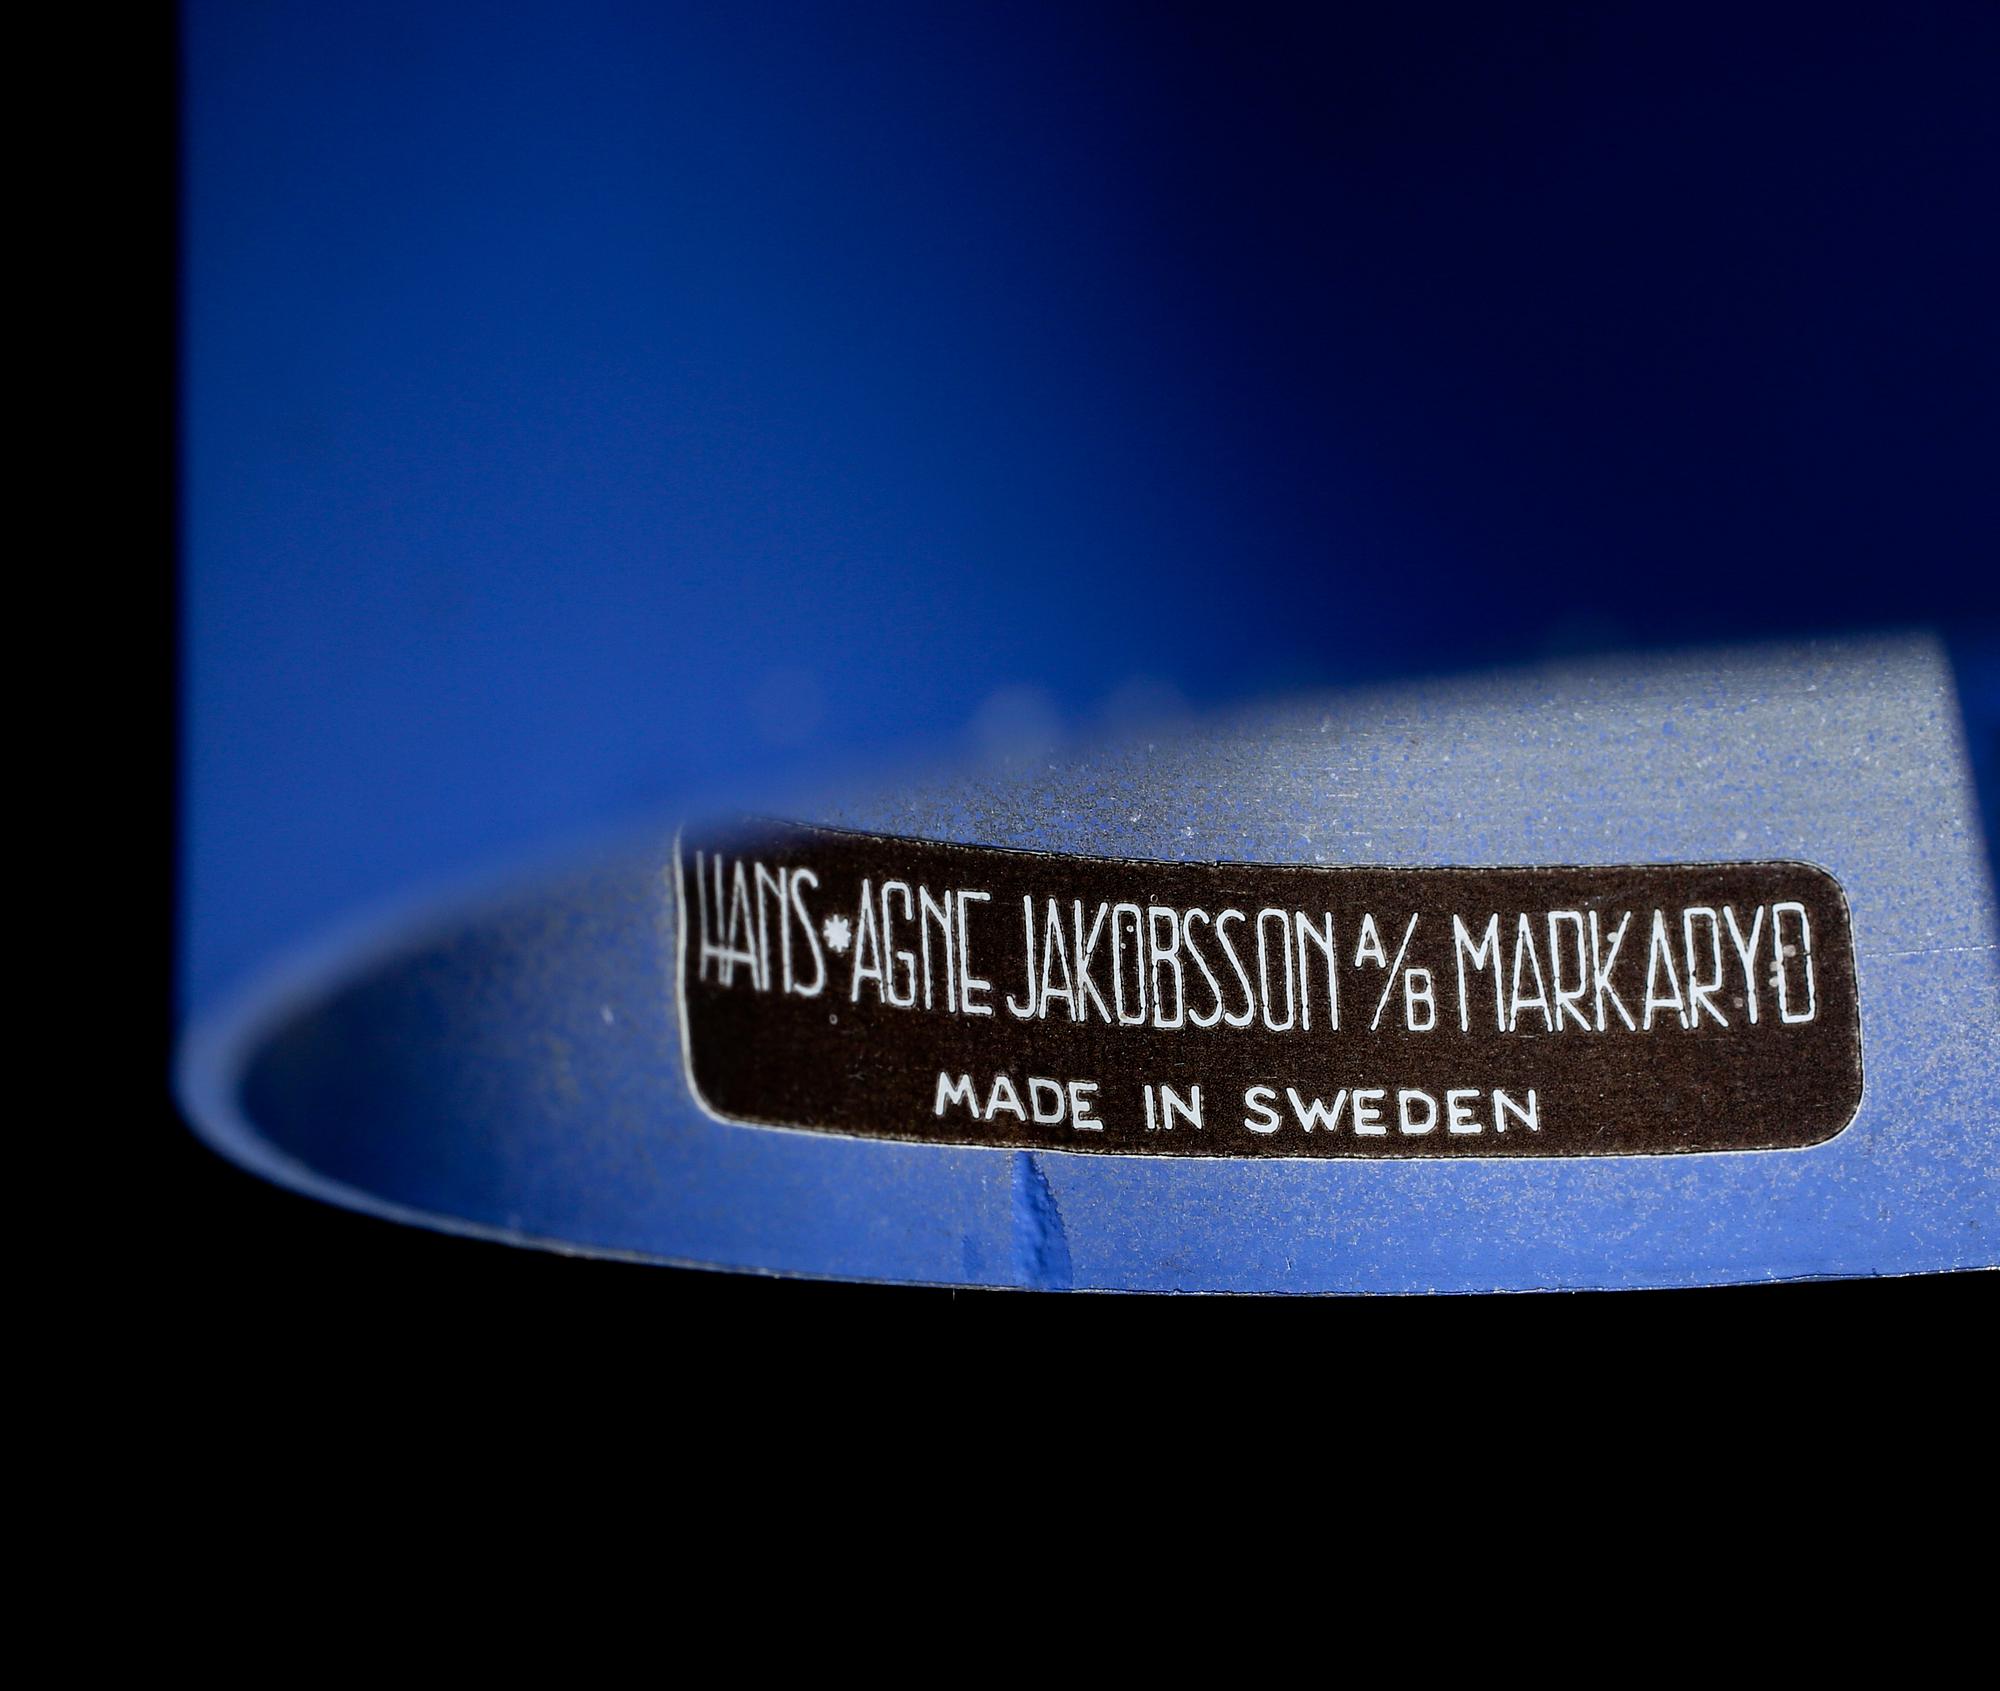 HANS*AGNE JAKOBSSON A/B MARKARYD
MADE IN SWEDEN